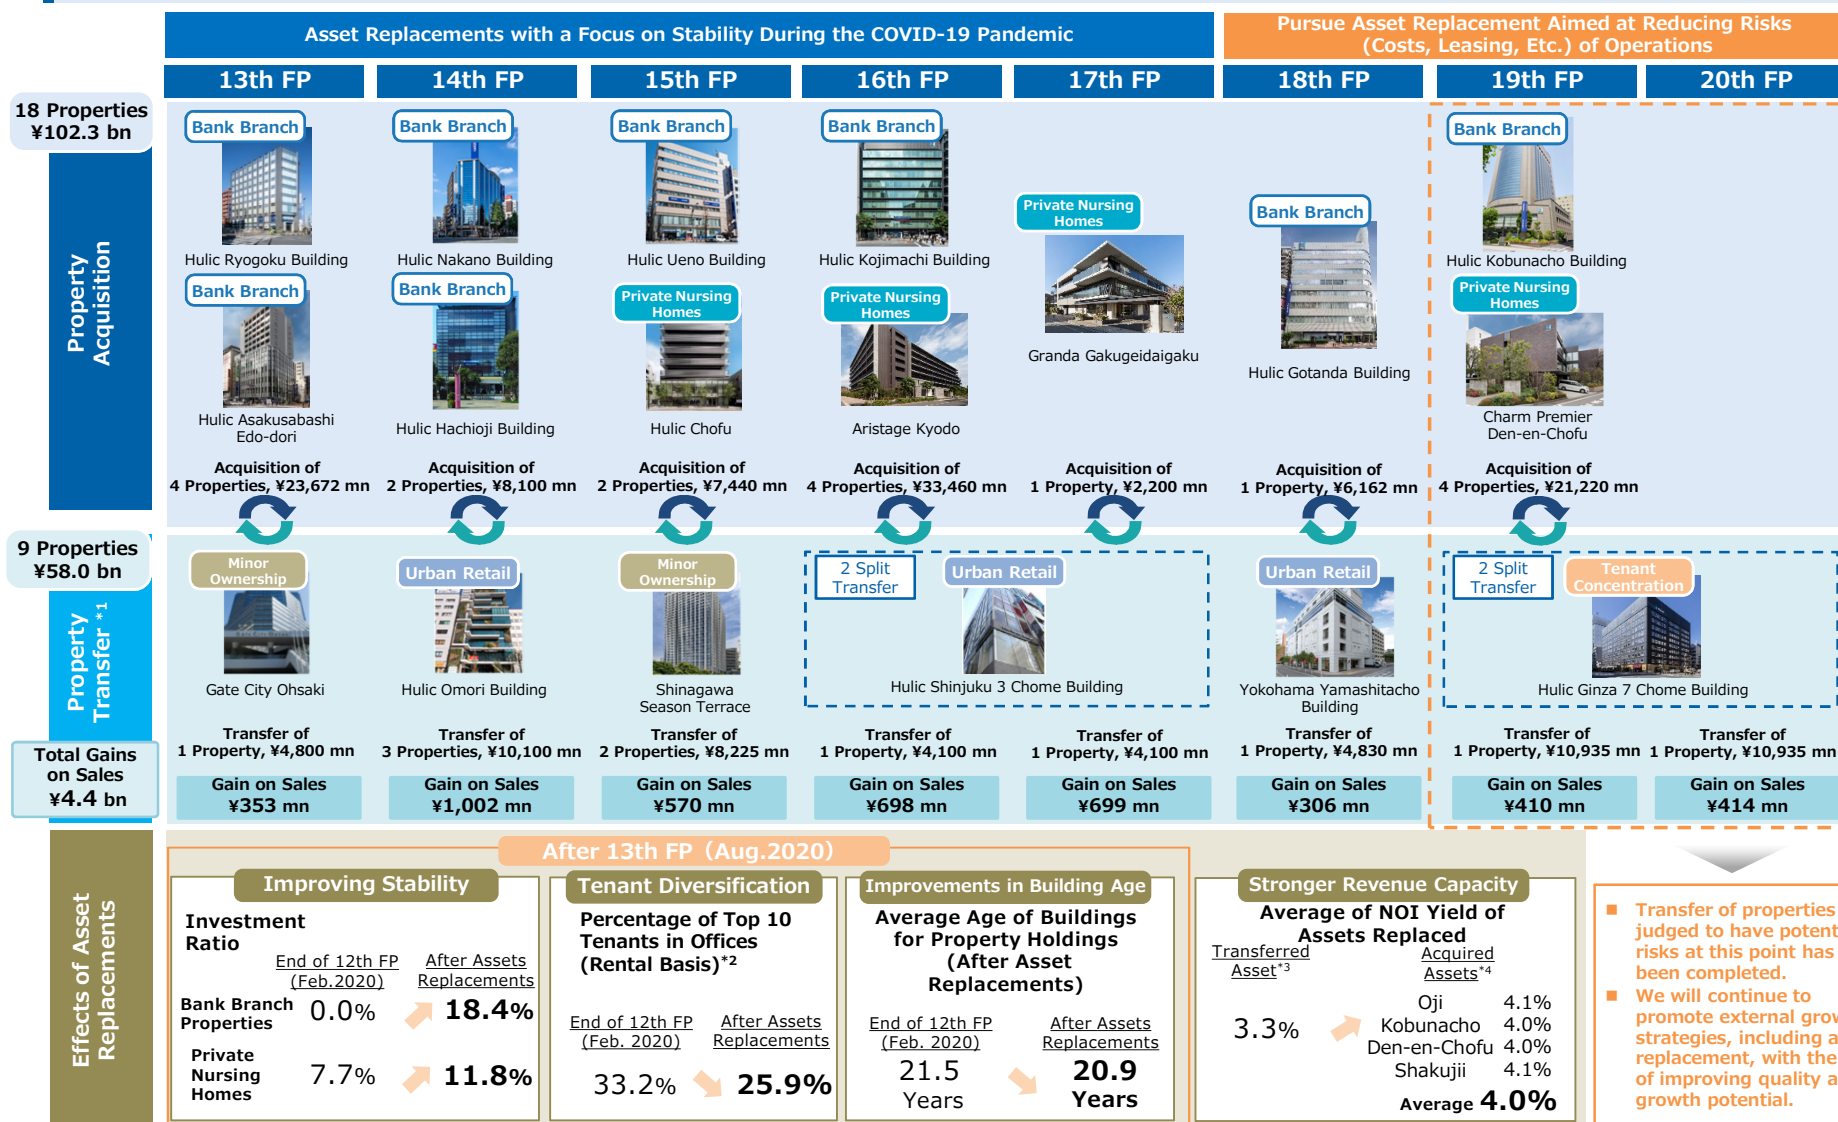 Asset Replacements with a Focus on Stability During the COVID-19 Pandemic
Pursue Asset Replacement Aimed at Reducing Risks
(Costs, Leasing, Etc.) of Operations
13th FP
14th FP
15th FP
16th FP
17th FP
18th FP
19th FP
20th FP
18 Properties
¥102.3 bn
Property
Acquisition
Bank Branch
Hulic Ryogoku Building
Bank Branch
Hulic Asakusabashi
Edo-dori
Acquisition of
4 Properties, ¥23,672 mn
Bank Branch
Hulic Nakano Building
Bank Branch
Hulic Hachioji Building
Acquisition of
2 Properties, ¥8,100 mn
Bank Branch
Hulic Ueno Building
Private Nursing
Homes
Hulic Chofu
Acquisition of
2 Properties, ¥7,440 mn
Bank Branch
Hulic Kojimachi Building
Private Nursing
Homes
Aristage Kyodo
Acquisition of
4 Properties, ¥33,460 mn
Private Nursing
Homes
Granda Gakugeidaigaku
Acquisition of
1 Property, ¥2,200 mn
Bank Branch
Hulic Gotanda Building
Acquisition of
1 Property, ¥6,162 mn
Bank Branch
Hulic Kobunacho Building
Private Nursing
Homes
Charm Premier
Den-en-Chofu
Acquisition of
4 Properties, ¥21,220 mn
9 Properties
¥58.0 bn
Property
Transfer *1
Minor
Ownership
Gate City Ohsaki
Transfer of
1 Property, ¥4,800 mn
Urban Retail
Hulic Omori Building
Transfer of
3 Properties, ¥10,100 mn
Minor
Ownership
Shinagawa
Season Terrace
Transfer of
2 Properties, ¥8,225 mn
2 Split
Transfer
Urban Retail
Hulic Shinjuku 3 Chome Building
Transfer of
1 Property, ¥4,100 mn
Transfer of
1 Property, ¥4,100 mn
Urban Retail
Yokohama Yamashitacho
Building
Transfer of
1 Property, ¥4,830 mn
2 Split
Transfer
Tenant
Concentration
Hulic Ginza 7 Chome Building
Transfer of
1 Property, ¥10,935 mn
Transfer of
1 Property, ¥10,935 mn
Total Gains
on Sales
¥4.4 bn
Gain on Sales
¥353 mn
Gain on Sales
¥1,002 mn
Gain on Sales
¥570 mn
Gain on Sales
¥698 mn
Gain on Sales
¥699 mn
Gain on Sales
¥306 mn
Gain on Sales
¥410 mn
Gain on Sales
¥414 mn
Effects of Asset
Replacements
After 13th FP (Aug.2020)
Improving Stability
Investment
Ratio
End of 12th FP
(Feb.2020)
After Assets
Replacements
Bank Branch
Properties
0.0%
18.4%
Private
Nursing
Homes
7.7%
11.8%
Tenant Diversification
Percentage of Top 10
Tenants in Offices
(Rental Basis)*2
End of 12th FP
(Feb. 2020)
After Assets
Replacements
33.2%
25.9%
Improvements in Building Age
Average Age of Buildings
for Property Holdings
(After Asset
Replacements)
End of 12th FP
(Feb. 2020)
After Assets
Replacements
21.5
Years
20.9
Years
Stronger Revenue Capacity
Average of NOI Yield of
Assets Replaced
Transferred
Asset*3
Acquired
Assets*4
3.3%
Oji 4.1%
Kobunacho 4.0%
Den-en-Chofu 4.0%
Shakujii 4.1%
Average 4.0%
■ Transfer of properties
judged to have potent
risks at this point has
been completed.
■ We will continue to
promote external grow
strategies, including a
replacement, with the
of improving quality a
growth potential.